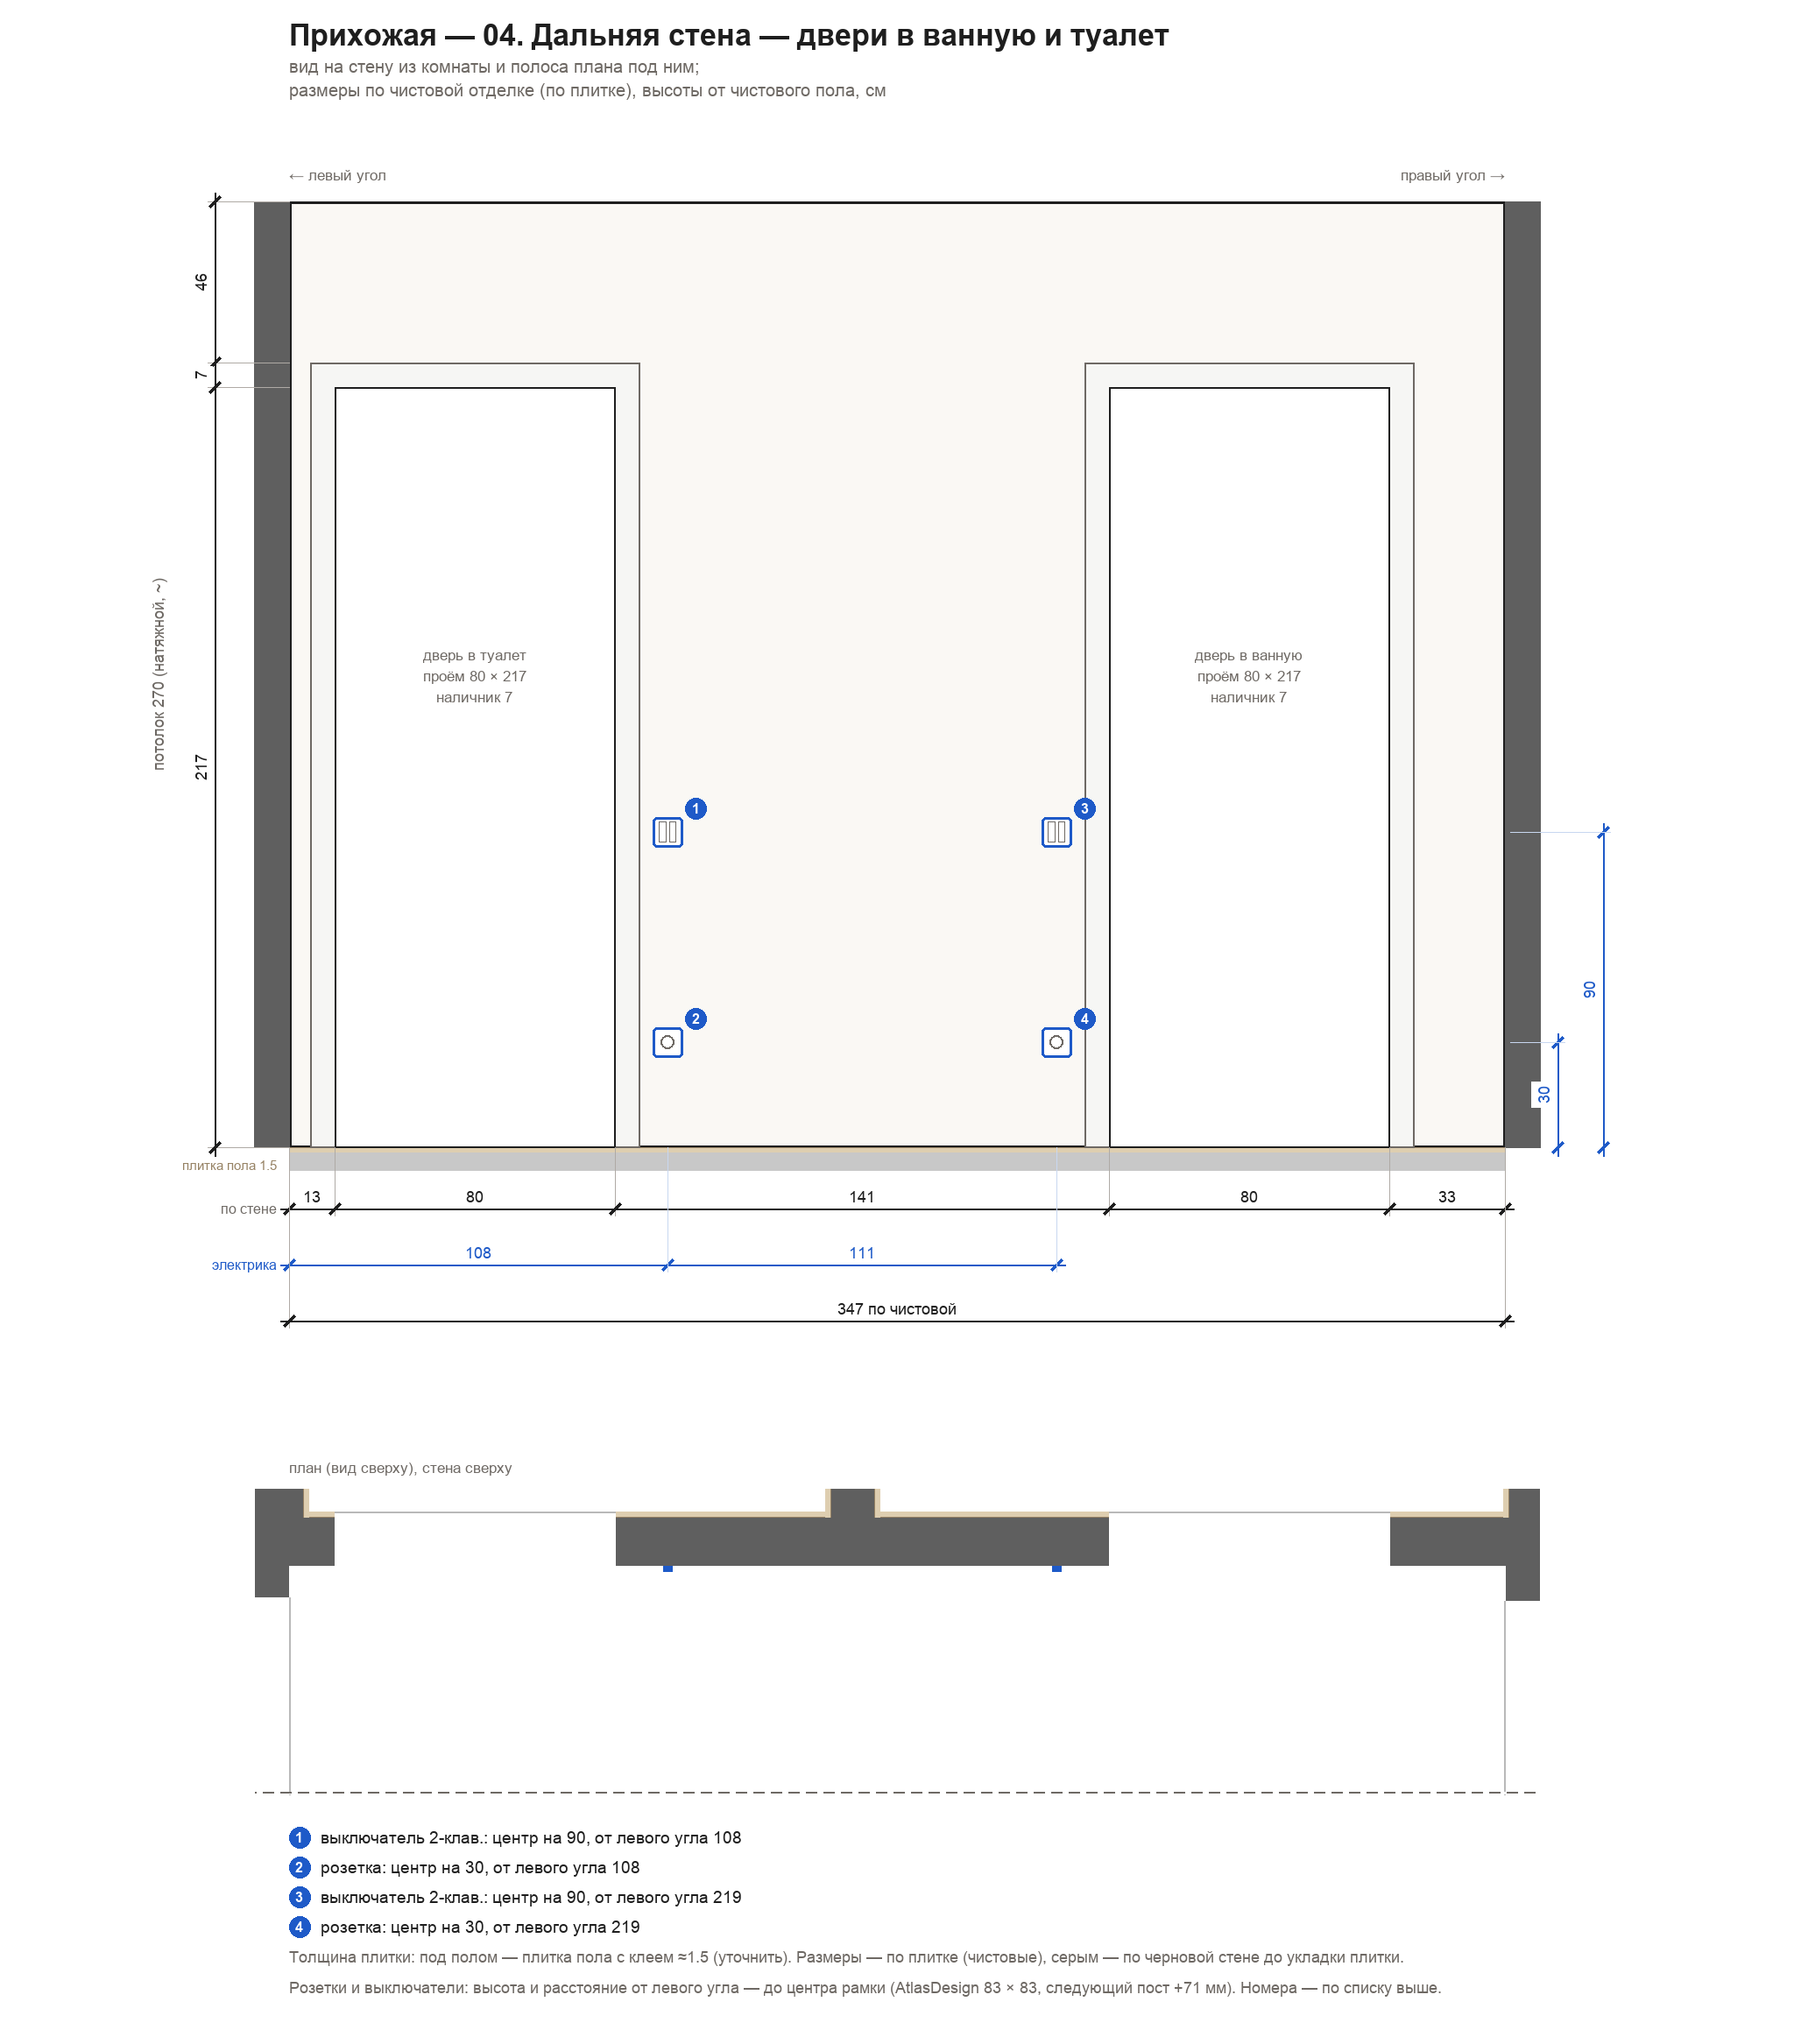 Прихожая — 04. Дальняя стена — двери в ванную и туалет
вид на стену из комнаты и полоса плана под ним;
размеры по чистовой отделке (по плитке), высоты от чистового пола, см
← левый угол
правый угол →
46
7
217
потолок 270 (натяжной, ~)
дверь в туалет
проём 80 × 217
наличник 7
дверь в ванную
проём 80 × 217
наличник 7
1
3
2
4
90
30
плитка пола 1.5
по стене
13
80
141
80
33
электрика
108
111
347 по чистовой
план (вид сверху), стена сверху
1 выключатель 2-клав.: центр на 90, от левого угла 108
2 розетка: центр на 30, от левого угла 108
3 выключатель 2-клав.: центр на 90, от левого угла 219
4 розетка: центр на 30, от левого угла 219
Толщина плитки: под полом — плитка пола с клеем ≈1.5 (уточнить). Размеры — по плитке (чистовые), серым — по черновой стене до укладки плитки.
Розетки и выключатели: высота и расстояние от левого угла — до центра рамки (AtlasDesign 83 × 83, следующий пост +71 мм). Номера — по списку выше.